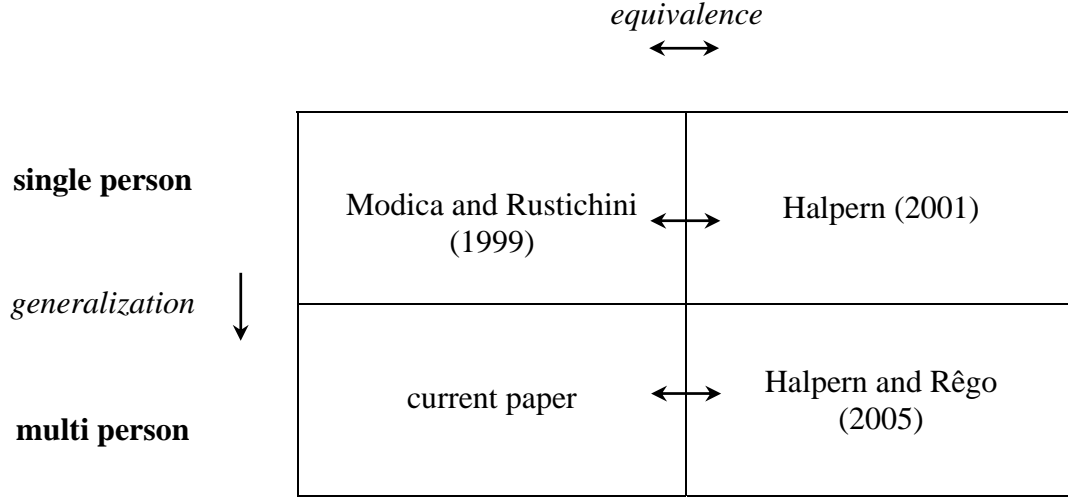 equivalence
single person
Modica and Rustichini
(1999)
Halpern (2001)
generalization
multi person
current paper
Halpern and Rêgo
(2005)